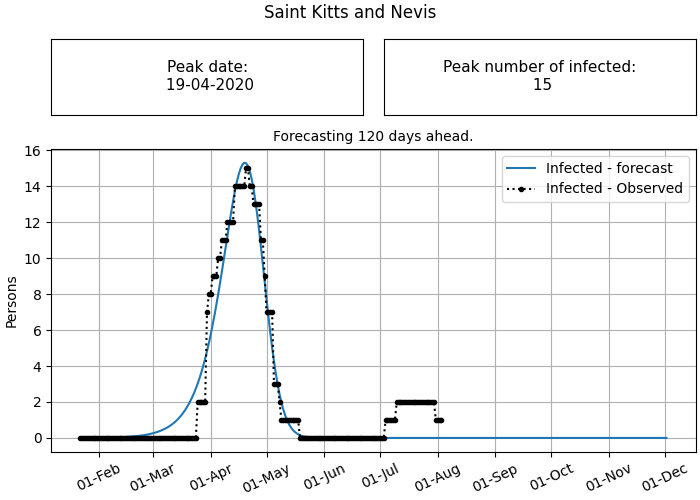 Saint Kitts and Nevis
Peak date:
19-04-2020
Peak number of infected:
15
Forecasting 120 days ahead.
Infected - forecast
Infected - Observed
Persons
16
14
12
10
8
6
4
2
0
01-Feb
01-Mar
01-Apr
01-May
01-Jun
01-Jul
01-Aug
01-Sep
01-Oct
01-Nov
01-Dec